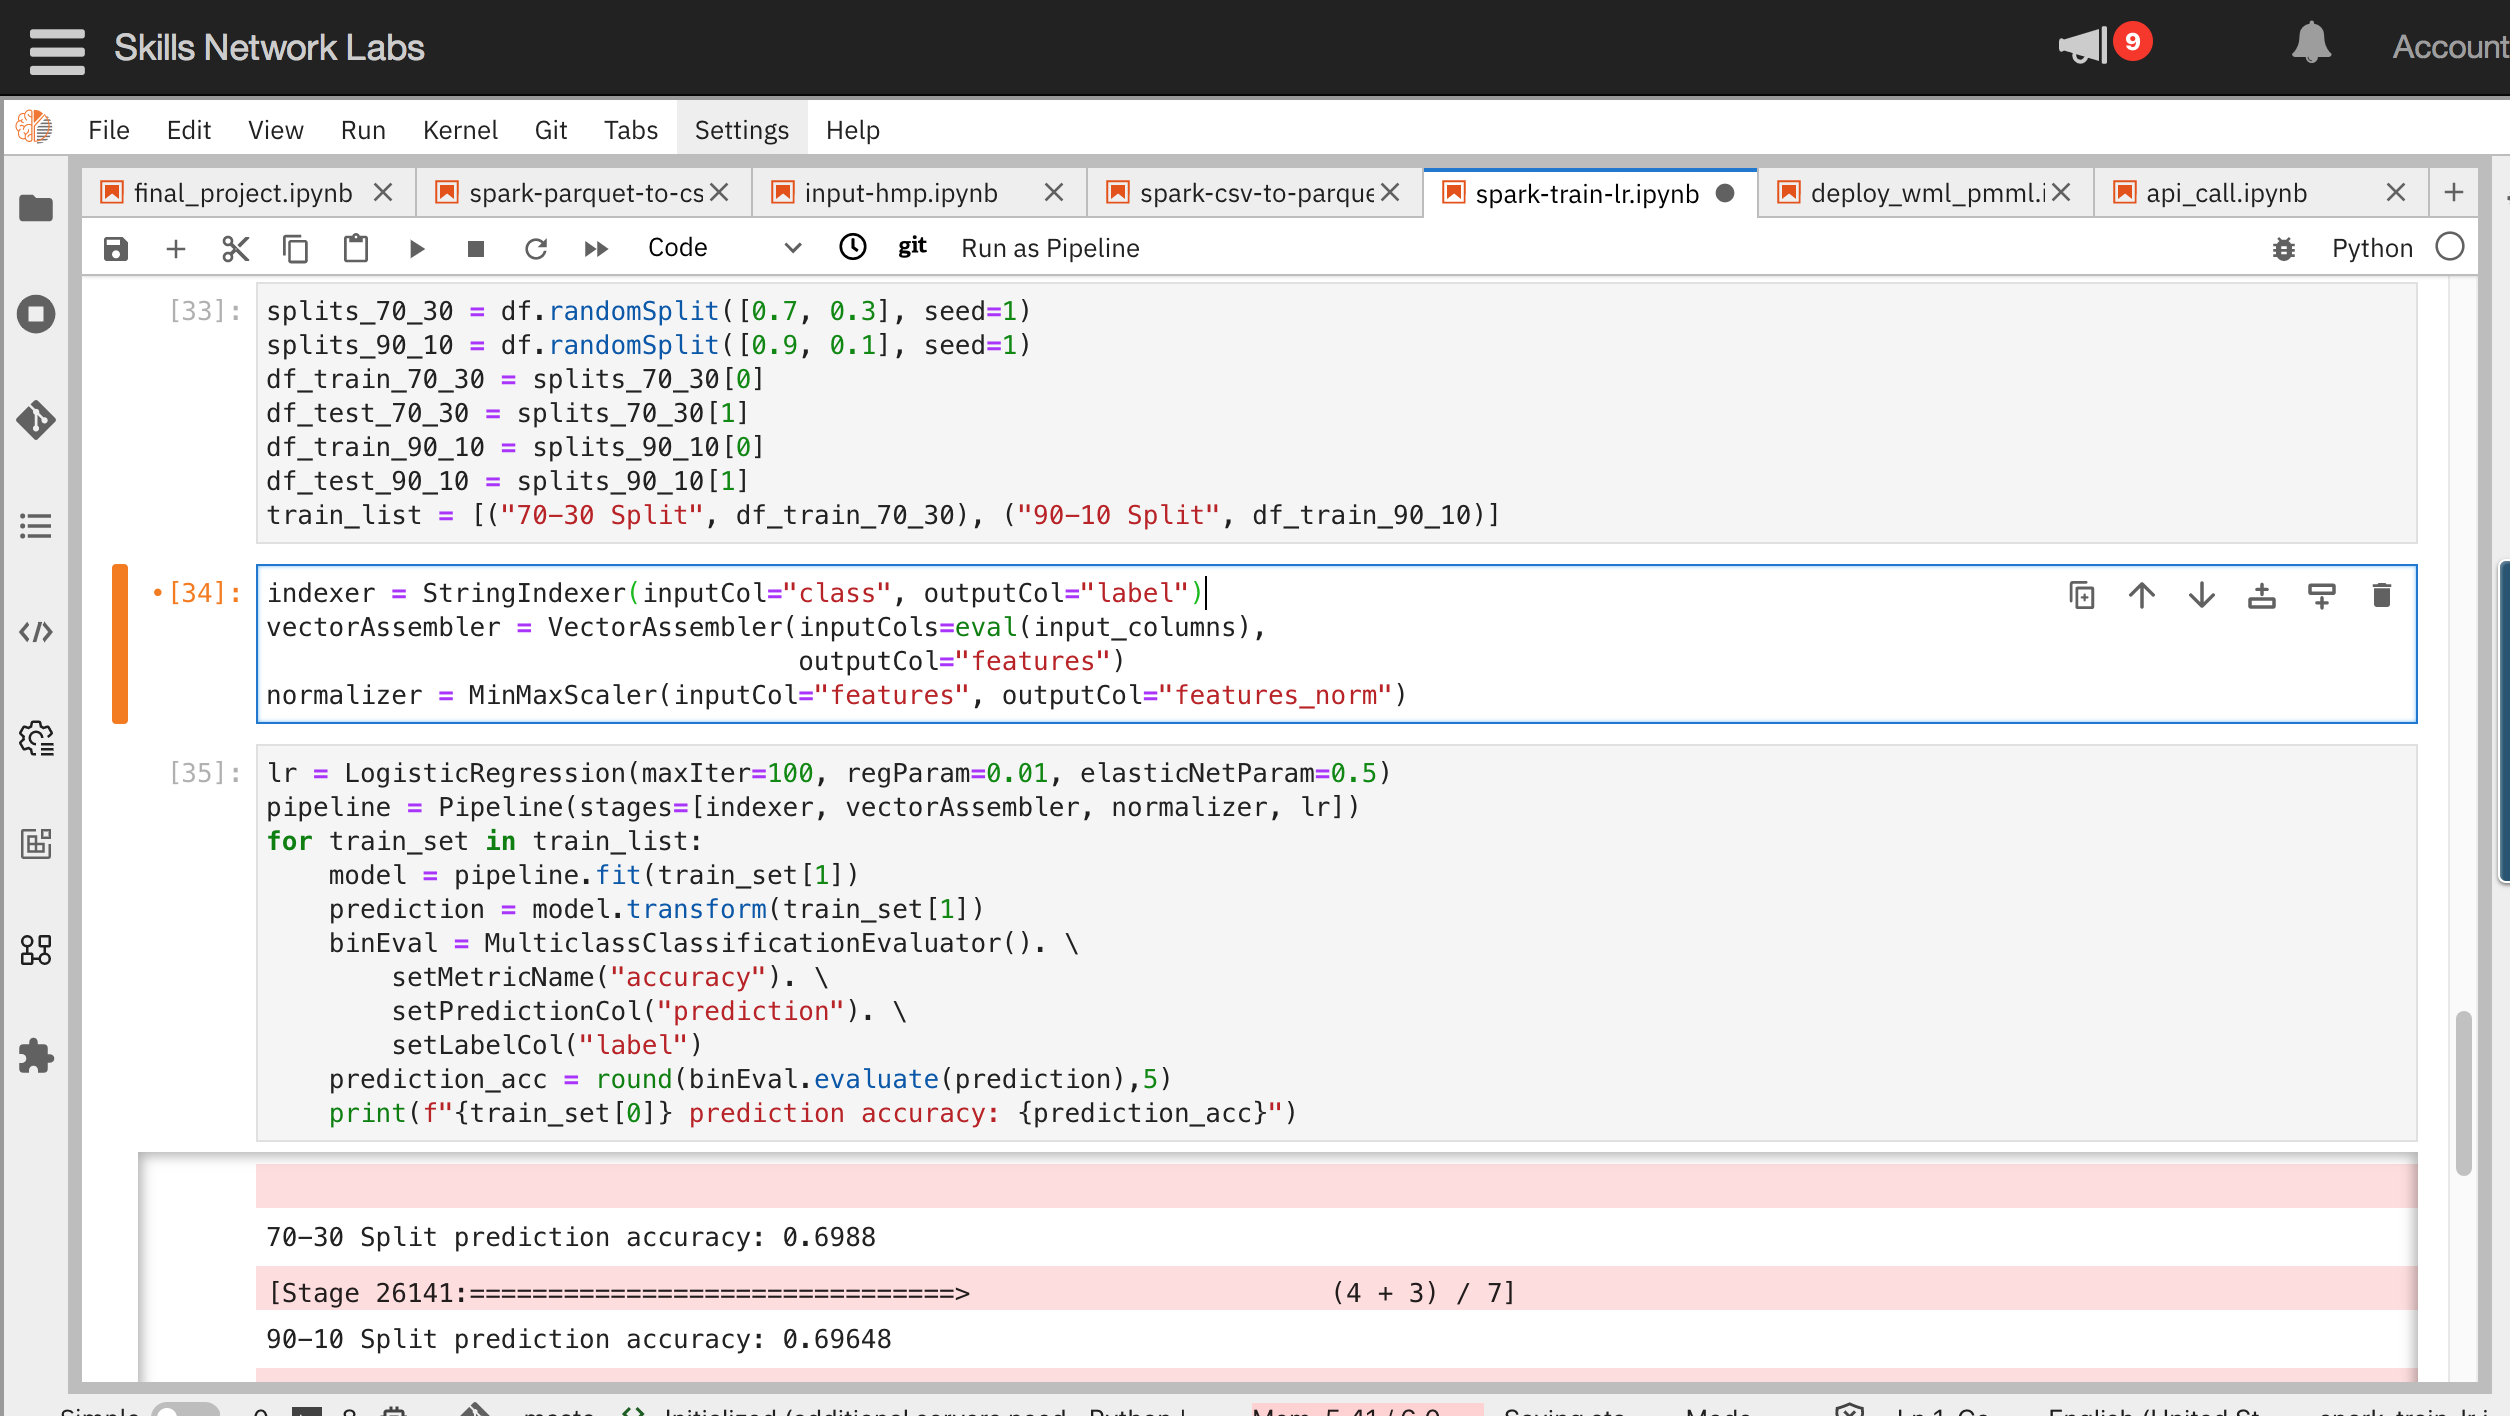 Skills Network Labs
9
Account
File Edit View Run Kernel Git Tabs Settings Help
final_project.ipynb
spark-parquet-to-cs
input-hmp.ipynb
spark-csv-to-parque
spark-train-lr.ipynb
deploy_wml_pmml.i
api_call.ipynb
Code
git
Run as Pipeline
Python
[33]:
splits_70_30 = df.randomSplit([0.7, 0.3], seed=1)
splits_90_10 = df.randomSplit([0.9, 0.1], seed=1)
df_train_70_30 = splits_70_30[0]
df_test_70_30 = splits_70_30[1]
df_train_90_10 = splits_90_10[0]
df_test_90_10 = splits_90_10[1]
train_list = [("70-30 Split", df_train_70_30), ("90-10 Split", df_train_90_10)]
[34]:
indexer = StringIndexer(inputCol="class", outputCol="label")
vectorAssembler = VectorAssembler(inputCols=eval(input_columns),
                                  outputCol="features")
normalizer = MinMaxScaler(inputCol="features", outputCol="features_norm")
[35]:
lr = LogisticRegression(maxIter=100, regParam=0.01, elasticNetParam=0.5)
pipeline = Pipeline(stages=[indexer, vectorAssembler, normalizer, lr])
for train_set in train_list:
    model = pipeline.fit(train_set[1])
    prediction = model.transform(train_set[1])
    binEval = MulticlassClassificationEvaluator(). \
        setMetricName("accuracy"). \
        setPredictionCol("prediction"). \
        setLabelCol("label")
    prediction_acc = round(binEval.evaluate(prediction),5)
    print(f"{train_set[0]} prediction accuracy: {prediction_acc}")
70-30 Split prediction accuracy: 0.6988
[Stage 26141:===============================>                       (4 + 3) / 7]
90-10 Split prediction accuracy: 0.69648